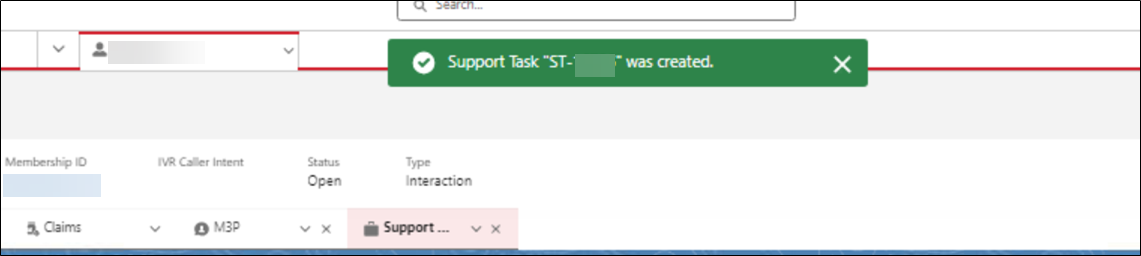 Search...
Support Task "ST- " was created.
Membership ID IVR Caller Intent Status Type
Open Interaction
Claims M3P Support ...